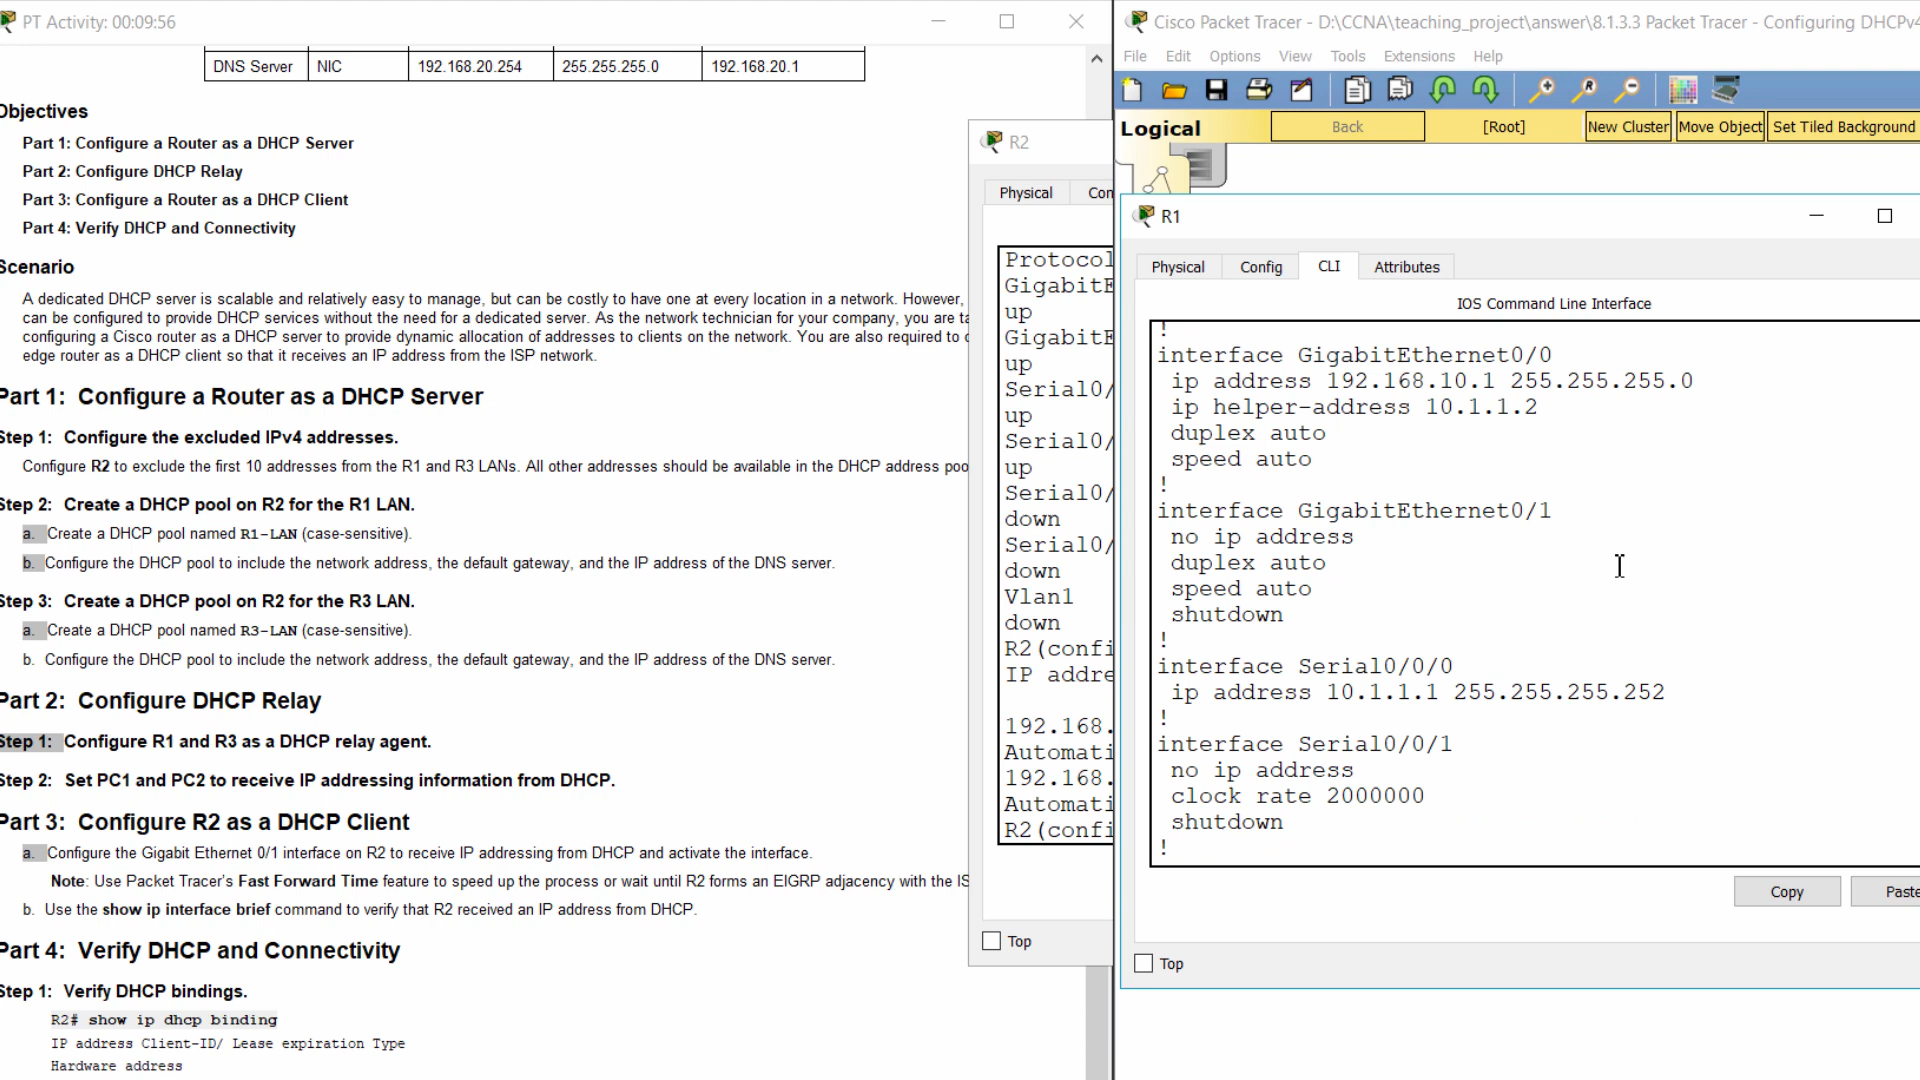 PT Activity: 00:09:56
DNS Server NIC 192.168.20.254 255.255.255.0 192.168.20.1
Objectives
Part 1: Configure a Router as a DHCP Server
Part 2: Configure DHCP Relay
Part 3: Configure a Router as a DHCP Client
Part 4: Verify DHCP and Connectivity
Scenario
A dedicated DHCP server is scalable and relatively easy to manage, but can be costly to have one at every location in a network. However,
can be configured to provide DHCP services without the need for a dedicated server. As the network technician for your company, you are ta
configuring a Cisco router as a DHCP server to provide dynamic allocation of addresses to clients on the network. You are also required to c
edge router as a DHCP client so that it receives an IP address from the ISP network.
Part 1: Configure a Router as a DHCP Server
Step 1: Configure the excluded IPv4 addresses.
Configure R2 to exclude the first 10 addresses from the R1 and R3 LANs. All other addresses should be available in the DHCP address poo
Step 2: Create a DHCP pool on R2 for the R1 LAN.
a. Create a DHCP pool named R1-LAN (case-sensitive).
b. Configure the DHCP pool to include the network address, the default gateway, and the IP address of the DNS server.
Step 3: Create a DHCP pool on R2 for the R3 LAN.
a. Create a DHCP pool named R3-LAN (case-sensitive).
b. Configure the DHCP pool to include the network address, the default gateway, and the IP address of the DNS server.
Part 2: Configure DHCP Relay
Step 1: Configure R1 and R3 as a DHCP relay agent.
Step 2: Set PC1 and PC2 to receive IP addressing information from DHCP.
Part 3: Configure R2 as a DHCP Client
a. Configure the Gigabit Ethernet 0/1 interface on R2 to receive IP addressing from DHCP and activate the interface.
Note: Use Packet Tracer's Fast Forward Time feature to speed up the process or wait until R2 forms an EIGRP adjacency with the IS
b. Use the show ip interface brief command to verify that R2 received an IP address from DHCP.
Part 4: Verify DHCP and Connectivity
Step 1: Verify DHCP bindings.
R2# show ip dhcp binding
IP address Client-ID/ Lease expiration Type
Hardware address
R2
Physical Con
Protocol
GigabitE
up
GigabitE
up
Serial0/
up
Serial0/
up
Serial0/
down
Serial0/
down
Vlan1
down
R2(confi
IP addre
192.168.
Automati
192.168.
Automati
R2(confi
Top
Cisco Packet Tracer - D:\CCNA\teaching_project\answer\8.1.3.3 Packet Tracer - Configuring DHCPv4
File Edit Options View Tools Extensions Help
Logical Back [Root] New Cluster Move Object Set Tiled Background
R1
Physical Config CLI Attributes
IOS Command Line Interface
!
interface GigabitEthernet0/0
ip address 192.168.10.1 255.255.255.0
ip helper-address 10.1.1.2
duplex auto
speed auto
!
interface GigabitEthernet0/1
no ip address
duplex auto
speed auto
shutdown
!
interface Serial0/0/0
ip address 10.1.1.1 255.255.255.252
!
interface Serial0/0/1
no ip address
clock rate 2000000
shutdown
!
Copy Paste
Top